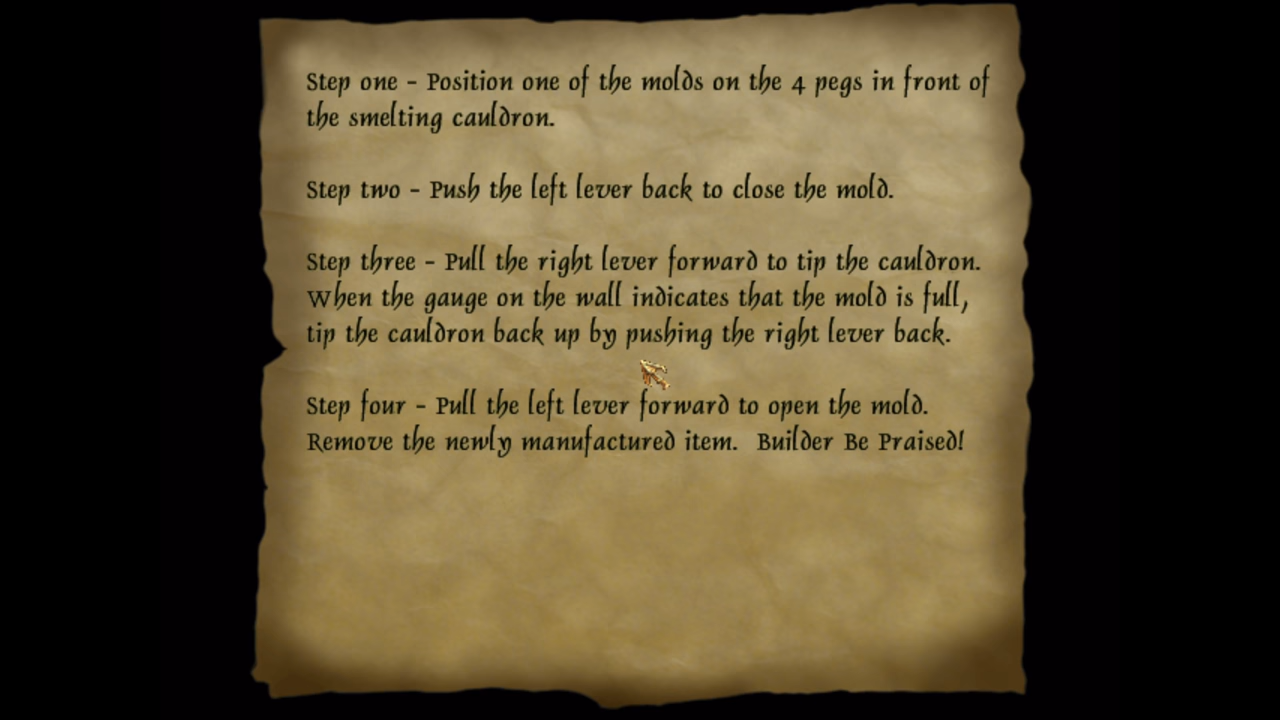 Step one - Position one of the molds on the 4 pegs in front of
the smelting cauldron.
Step two - Push the left lever back to close the mold.
Step three - Pull the right lever forward to tip the cauldron.
When the gauge on the wall indicates that the mold is full,
tip the cauldron back up by pushing the right lever back.
Step four - Pull the left lever forward to open the mold.
Remove the newly manufactured item.  Builder Be Praised!